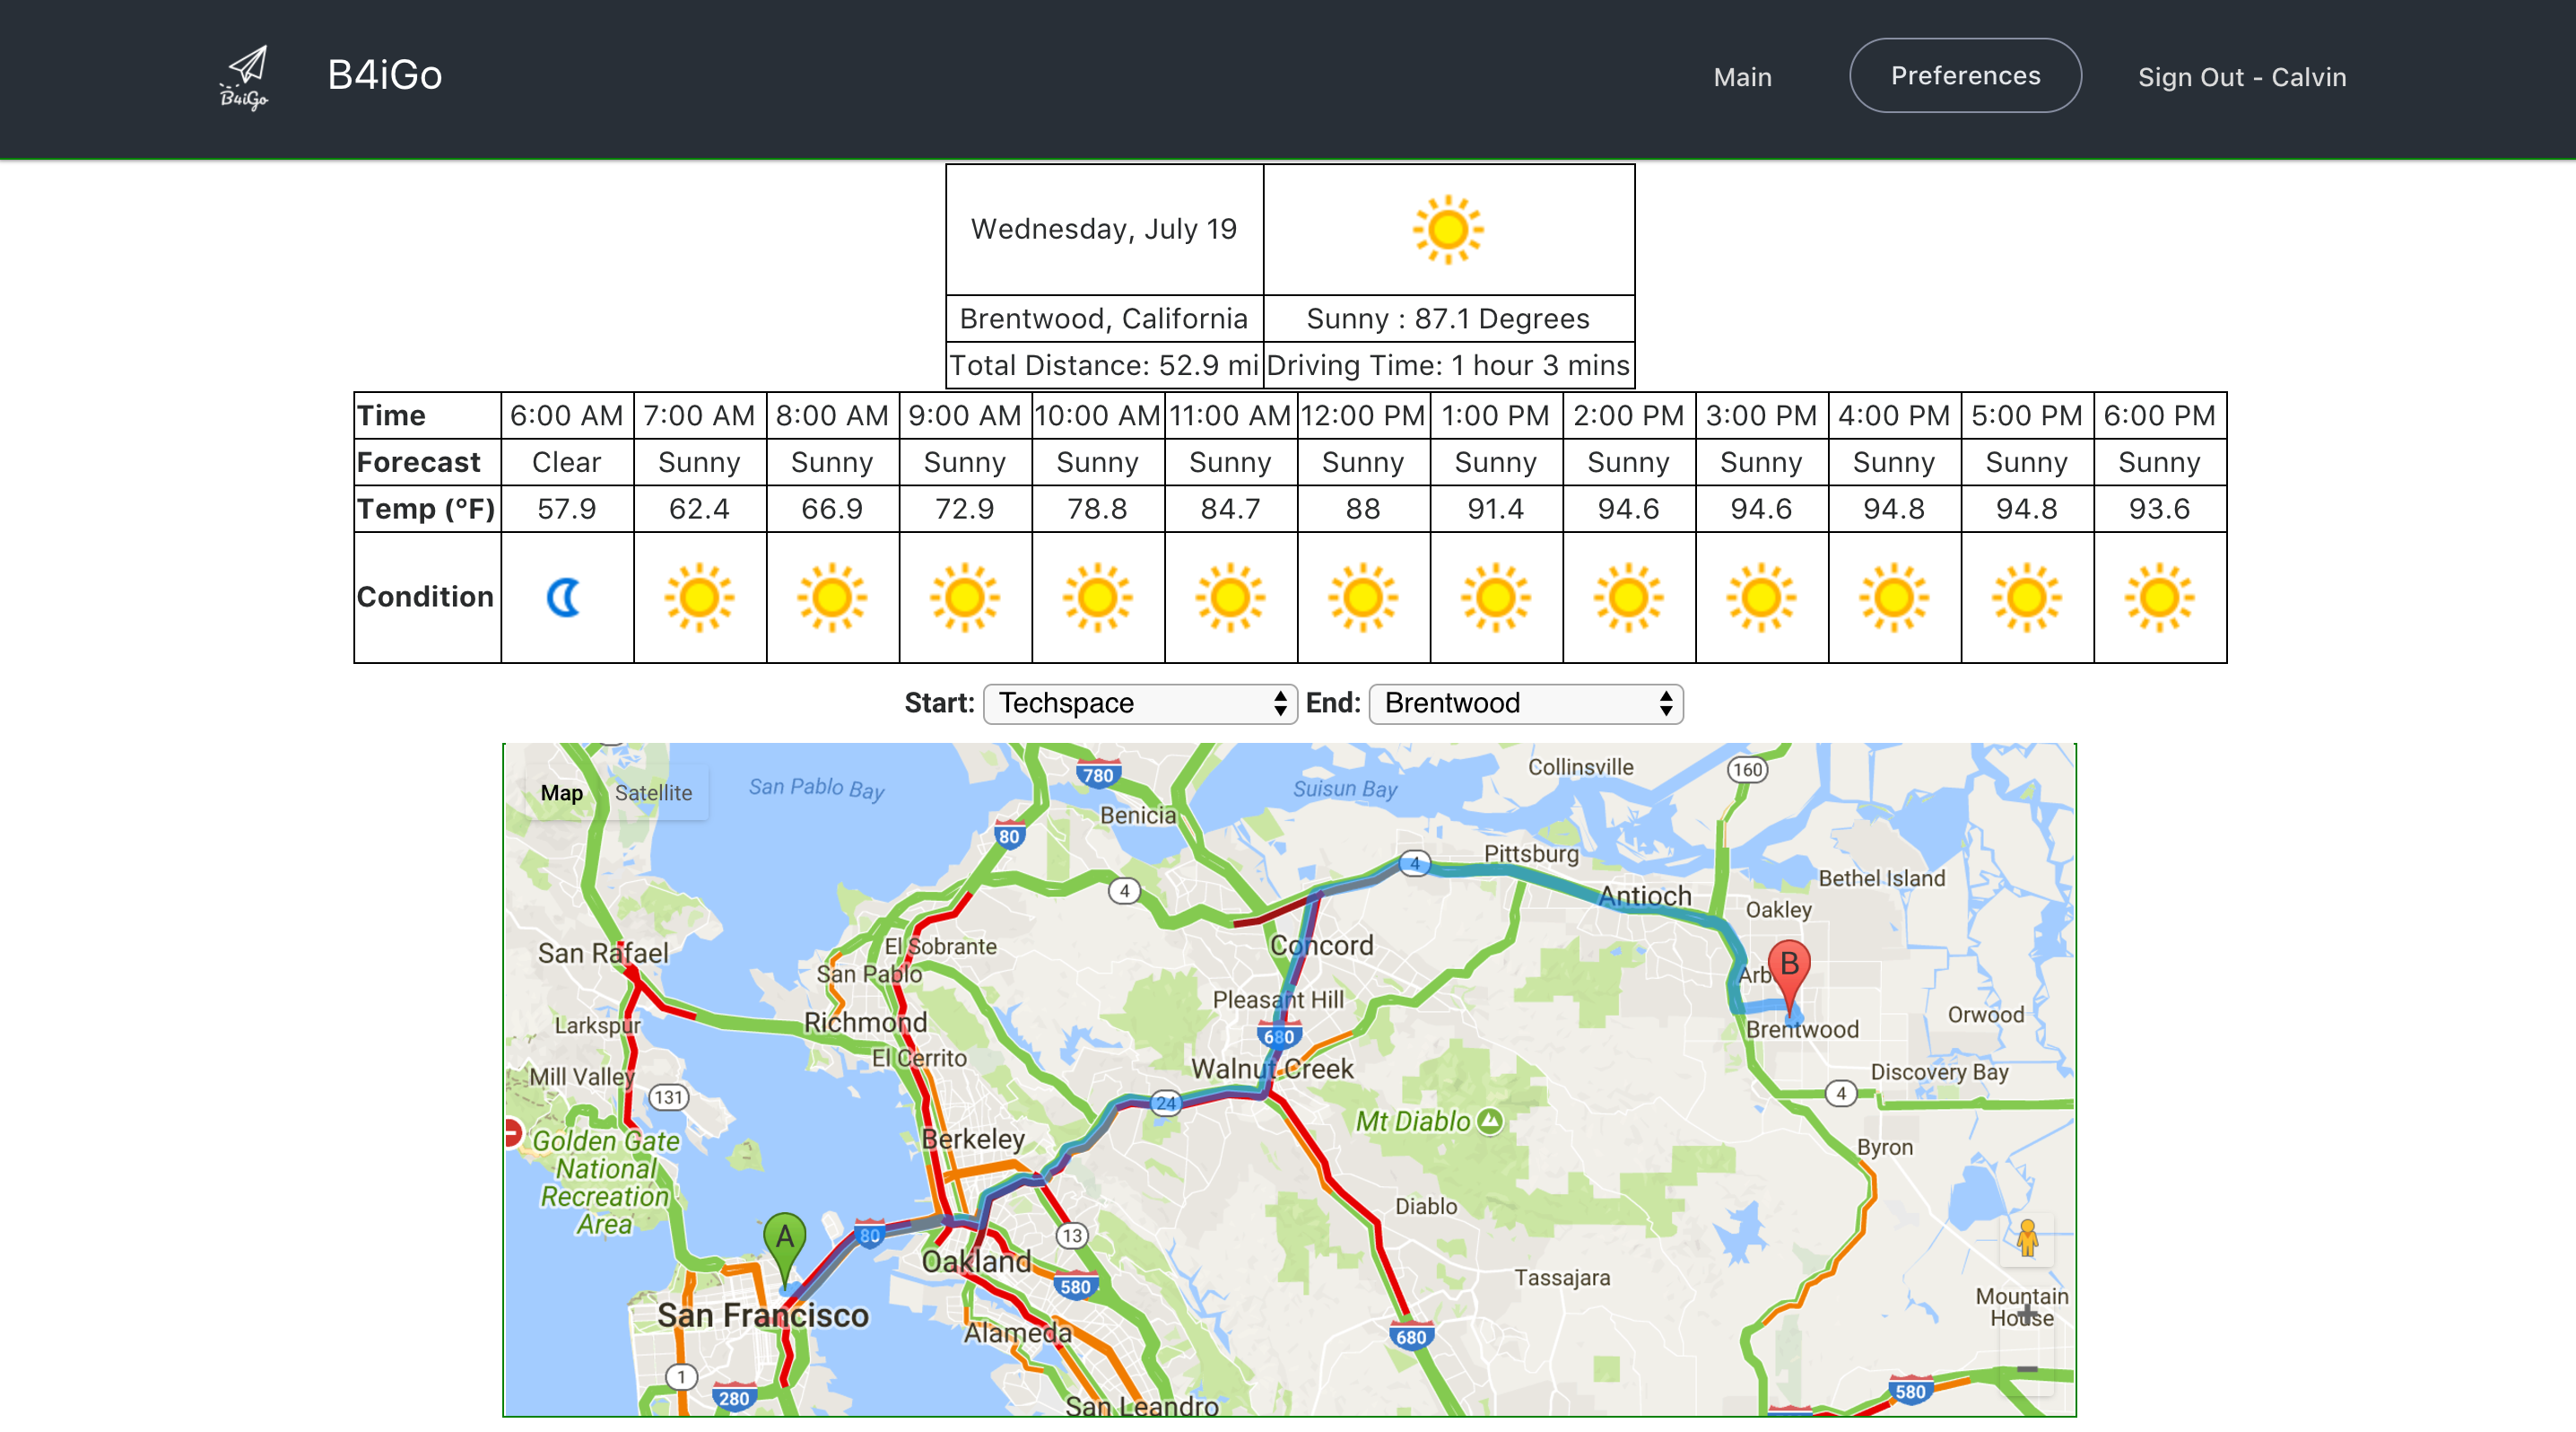 B4iGo
B4iGo
Main
Preferences
Sign Out - Calvin
Wednesday, July 19
Brentwood, California
Sunny : 87.1 Degrees
Total Distance: 52.9 mi
Driving Time: 1 hour 3 mins
Time 6:00 AM 7:00 AM 8:00 AM 9:00 AM 10:00 AM 11:00 AM 12:00 PM 1:00 PM 2:00 PM 3:00 PM 4:00 PM 5:00 PM 6:00 PM
Forecast Clear Sunny Sunny Sunny Sunny Sunny Sunny Sunny Sunny Sunny Sunny Sunny Sunny
Temp (°F) 57.9 62.4 66.9 72.9 78.8 84.7 88 91.4 94.6 94.6 94.8 94.8 93.6
Condition
Start: Techspace End: Brentwood
Map Satellite
San Pablo Bay
780
Suisun Bay
Collinsville
160
Benicia
80
4
Pittsburg
4
Bethel Island
Antioch
Oakley
San Rafael
El Sobrante
Concord
San Pablo
Arb
B
Pleasant Hill
Larkspur
Richmond
680
Brentwood
Orwood
El Cerrito
Walnut Creek
Mill Valley
131
24
Discovery Bay
4
Mt Diablo
Golden Gate
National
Recreation
Area
Berkeley
Byron
Diablo
A
80
13
Oakland
580
Tassajara
Mountain
House
San Francisco
Alameda
680
1
280
San Leandro
580